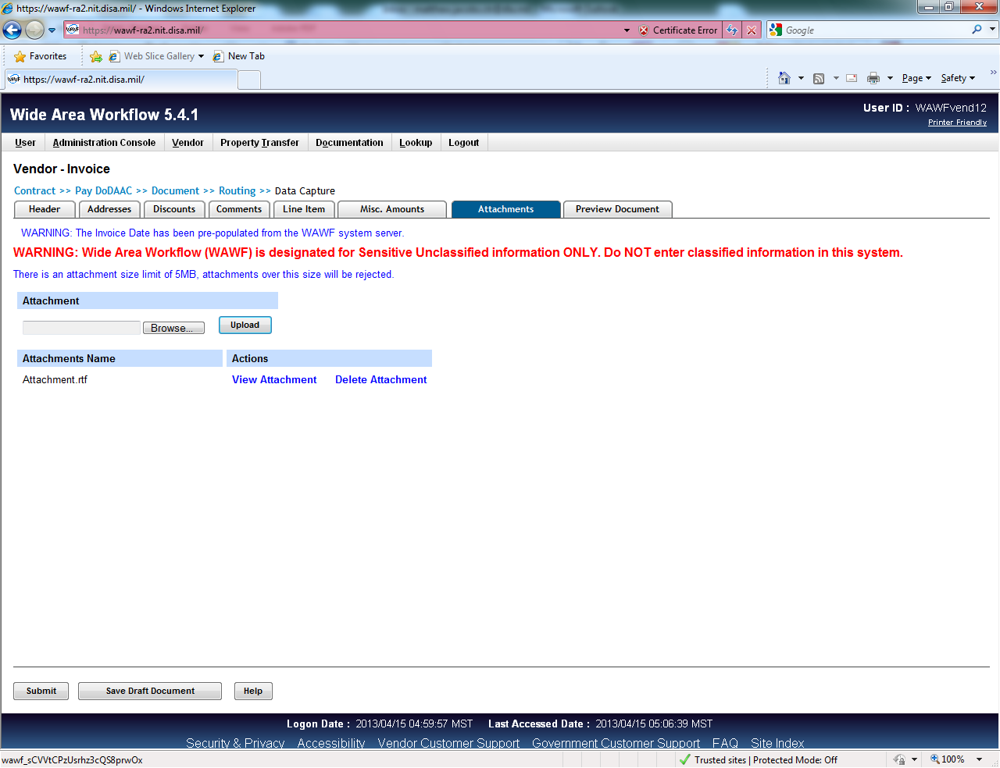 https://wawf-ra2.nit.disa.mil/ - Windows Internet Explorer
https://wawf-ra2.nit.disa.mil/ Certificate Error Google
Favorites Web Slice Gallery New Tab
https://wawf-ra2.nit.disa.mil/ Page Safety »
Wide Area Workflow 5.4.1 User ID : WAWFvend12
Printer Friendly
User Administration Console Vendor Property Transfer Documentation Lookup Logout
Vendor - Invoice
Contract >> Pay DoDAAC >> Document >> Routing >> Data Capture
Header Addresses Discounts Comments Line Item Misc. Amounts Attachments Preview Document
WARNING: The Invoice Date has been pre-populated from the WAWF system server.
WARNING: Wide Area Workflow (WAWF) is designated for Sensitive Unclassified information ONLY. Do NOT enter classified information in this system.
There is an attachment size limit of 5MB, attachments over this size will be rejected.
Attachment
Browse... Upload
Attachments Name Actions
Attachment.rtf View Attachment Delete Attachment
Submit Save Draft Document Help
Logon Date : 2013/04/15 04:59:57 MST Last Accessed Date : 2013/04/15 05:06:39 MST
Security & Privacy Accessibility Vendor Customer Support Government Customer Support FAQ Site Index
wawf_sCVVtCPzUsrhz3cQS8prwOx Trusted sites | Protected Mode: Off 100%